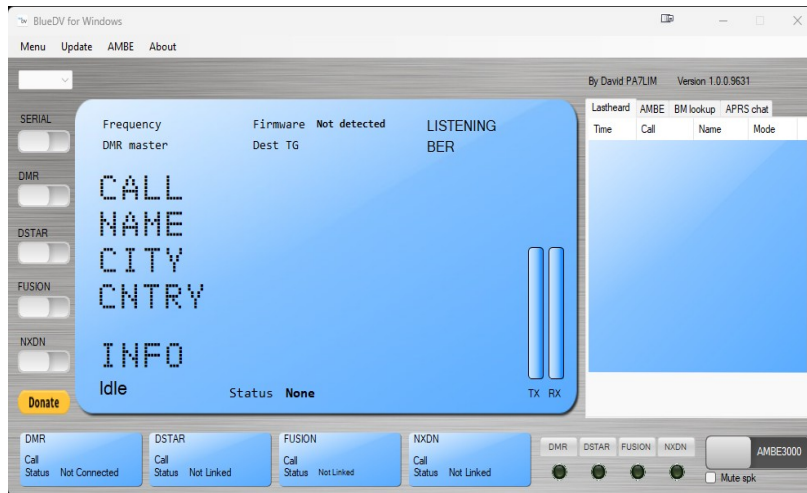 BlueDV for Windows
Menu Update AMBE About
By David PA7LIM Version 1.0.0.9631
Lastheard AMBE BM lookup APRS chat
Time Call Name Mode
SERIAL
DMR
DSTAR
FUSION
NXDN
Donate
Frequency Firmware Not detected LISTENING
DMR master Dest TG BER
CALL
NAME
CITY
CNTRY
INFO
Idle Status None TX RX
DMR
Call
Status Not Connected
DSTAR
Call
Status Not Linked
FUSION
Call
Status Not Linked
NXDN
Call
Status Not Linked
DMR DSTAR FUSION NXDN
AMBE3000
Mute spk